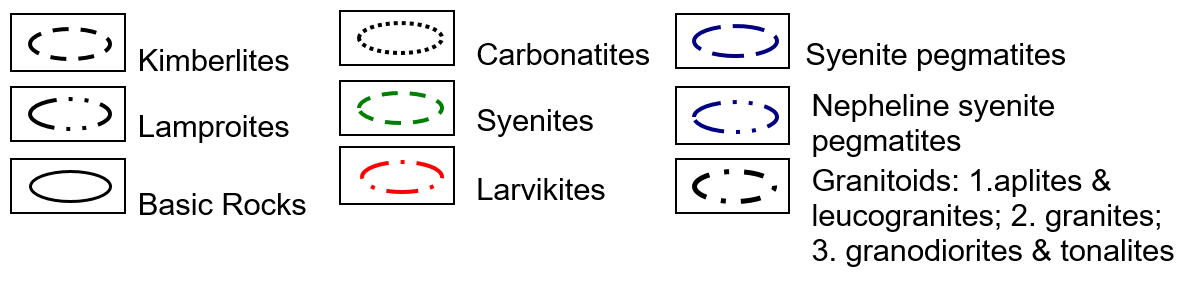 Kimberlites
Lamproites
Basic Rocks
Carbonatites
Syenites
Larvikites
Syenite pegmatites
Nepheline syenite
pegmatites
Granitoids: 1.aplites &
leucogranites; 2. granites;
3. granodiorites & tonalites